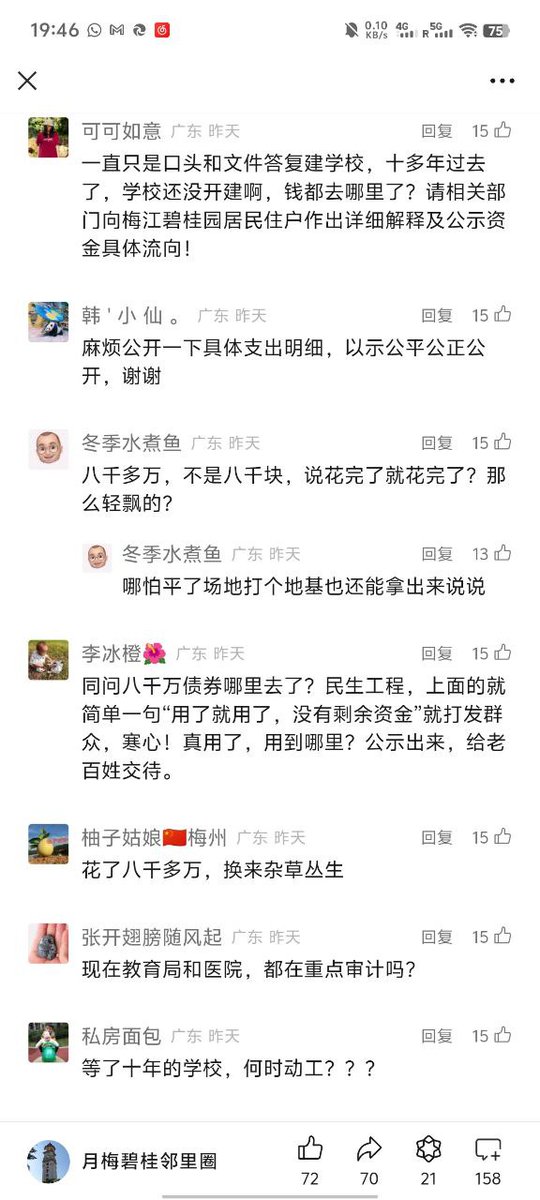 19:46
0.10
KB/s
4G
R
5G
75
可可如意 广东 昨天 回复 15
一直只是口头和文件答复建学校，十多年过去
了，学校还没开建啊，钱都去哪里了？请相关部
门向梅江碧桂园居民住户作出详细解释及公示资
金具体流向！
韩 ' 小 仙 。 广东 昨天 回复 15
麻烦公开一下具体支出明细，以示公平公正公
开，谢谢
冬季水煮鱼 广东 昨天 回复 15
八千多万，不是八千块，说花完了就花完了？那
么轻飘的？
冬季水煮鱼 广东 昨天 回复 13
哪怕平了场地打个地基也还能拿出来说说
李冰橙🌺 广东 昨天 回复 15
同问八千万债券哪里去了？民生工程，上面的就
简单一句“用了就用了，没有剩余资金”就打发群
众，寒心！真用了，用到哪里？公示出来，给老
百姓交待。
柚子姑娘🇨🇳梅州 广东 昨天 回复 15
花了八千多万，换来杂草丛生
张开翅膀随风起 广东 昨天 回复 15
现在教育局和医院，都在重点审计吗？
私房面包 广东 昨天 回复 15
等了十年的学校，何时动工？？？
月梅碧桂邻里圈
72
70
21
158